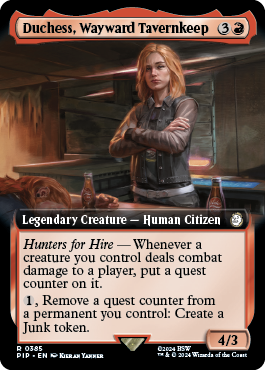 Duchess, Wayward Tavernkeep 3
Legendary Creature — Human Citizen
Hunters for Hire — Whenever a
creature you control deals combat
damage to a player, put a quest
counter on it.
1, Remove a quest counter from
a permanent you control: Create a
Junk token.
4/3
R 0385
PIP • EN Kieran Yanner
©2024 BSW
™ & © 2024 Wizards of the Coast